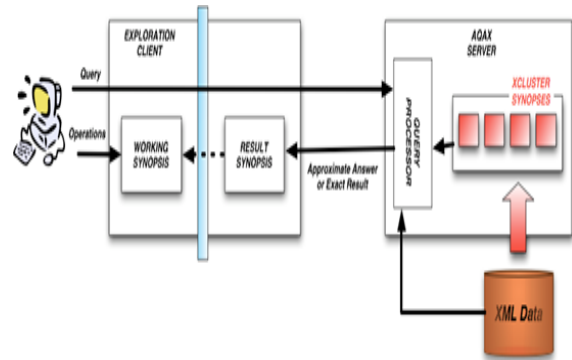 EXPLORATION
CLIENT
AQAX
SERVER
Query
XCLUSTER
SYNOPSES
Operations
WORKING
SYNOPSIS
RESULT
SYNOPSIS
QUERY
PROCESSOR
Approximate Answer
or Exact Result
XML Data